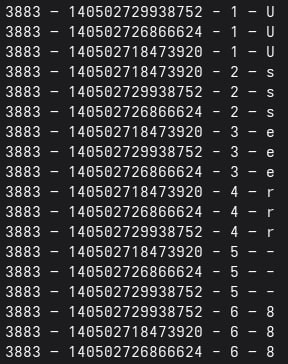 3883 – 140502729938752 – 1 – U
3883 – 140502726866624 – 1 – U
3883 – 140502718473920 – 1 – U
3883 – 140502718473920 – 2 – s
3883 – 140502729938752 – 2 – s
3883 – 140502726866624 – 2 – s
3883 – 140502718473920 – 3 – e
3883 – 140502729938752 – 3 – e
3883 – 140502726866624 – 3 – e
3883 – 140502718473920 – 4 – r
3883 – 140502726866624 – 4 – r
3883 – 140502729938752 – 4 – r
3883 – 140502718473920 – 5 – -
3883 – 140502726866624 – 5 – -
3883 – 140502729938752 – 5 – -
3883 – 140502729938752 – 6 – 8
3883 – 140502718473920 – 6 – 8
3883 – 140502726866624 – 6 – 8